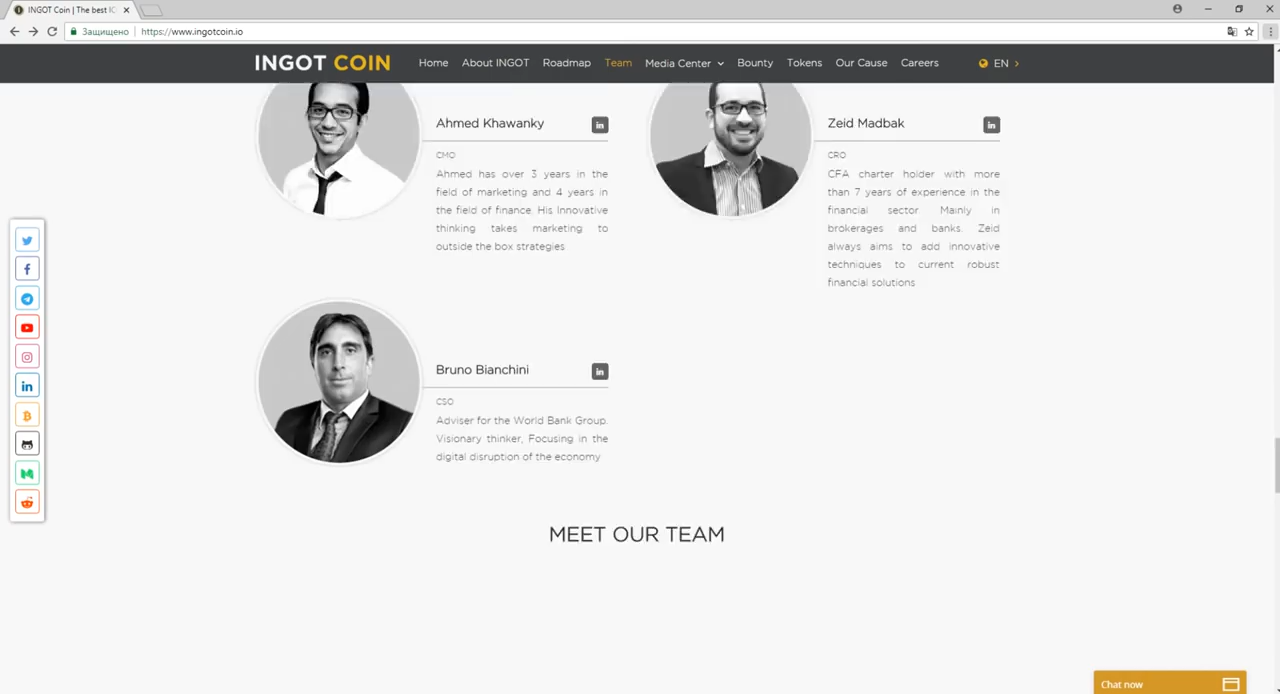 INGOT Coin | The best IC
Защищено
https://www.ingotcoin.io
INGOT COIN
Home
About INGOT
Roadmap
Team
Media Center
Bounty
Tokens
Our Cause
Careers
EN
Ahmed Khawanky
in
CMO
Ahmed has over 3 years in the
field of marketing and 4 years in
the field of finance. His Innovative
thinking takes marketing to
outside the box strategies
Zeid Madbak
in
CRO
CFA charter holder with more
than 7 years of experience in the
financial sector. Mainly in
brokerages and banks. Zeid
always aims to add innovative
techniques to current robust
financial solutions
Bruno Bianchini
in
CSO
Adviser for the World Bank Group.
Visionary thinker, Focusing in the
digital disruption of the economy
MEET OUR TEAM
Chat now